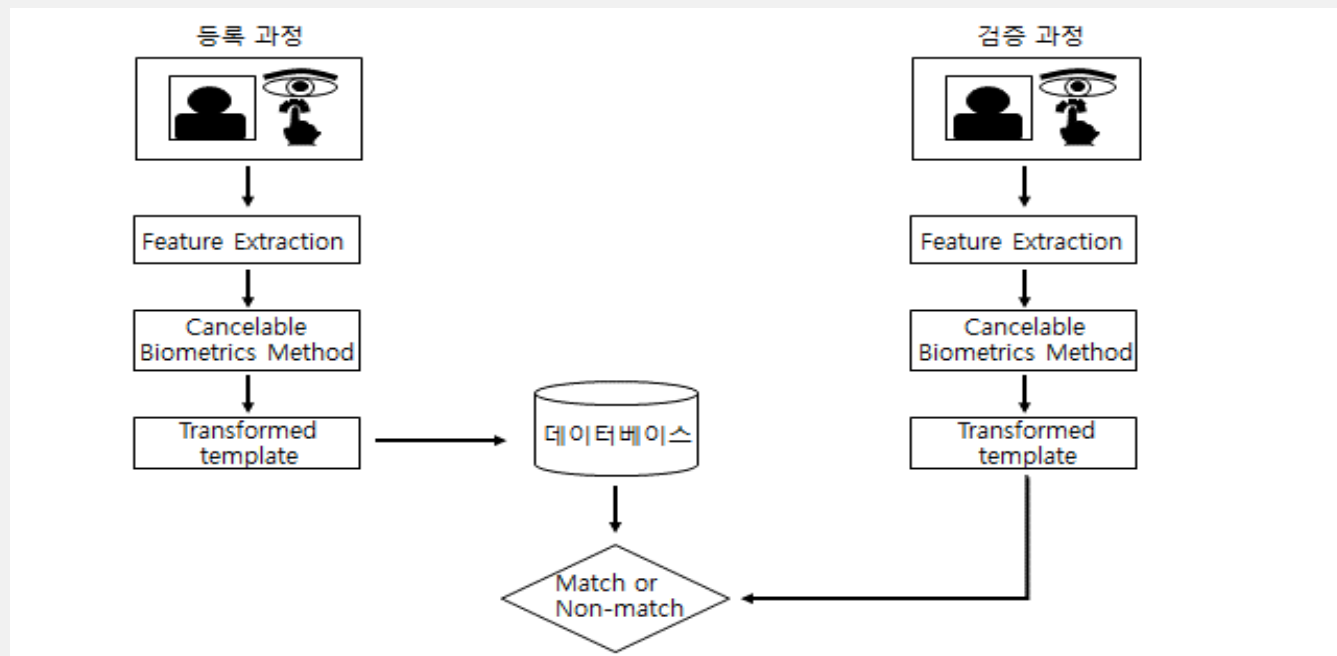 등록 과정
Feature Extraction
Cancelable
Biometrics Method
Transformed
template
데이터베이스
Match or
Non-match
검증 과정
Feature Extraction
Cancelable
Biometrics Method
Transformed
template